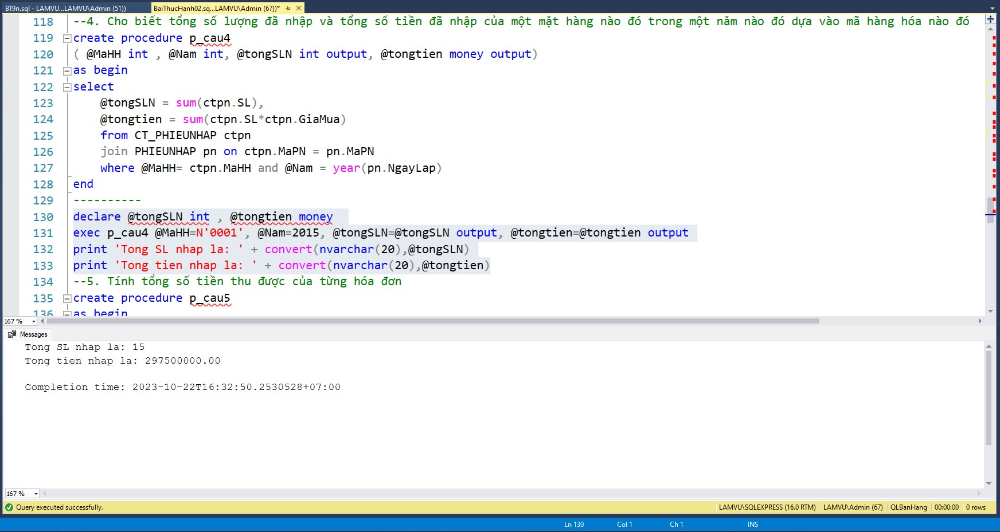 BT9n.sql - LAMVU...LAMVU\Admin (51))
BaiThucHanh02.sq...LAMVU\Admin (67))*
118 --4. Cho biết tổng số lượng đã nhập và tổng số tiền đã nhập của một mặt hàng nào đó trong một năm nào đó dựa vào mã hàng hóa nào đó
119 create procedure p_cau4
120 ( @MaHH int , @Nam int, @tongSLN int output, @tongtien money output)
121 as begin
122 select
123 @tongSLN = sum(ctpn.SL),
124 @tongtien = sum(ctpn.SL*ctpn.GiaMua)
125 from CT_PHIEUNHAP ctpn
126 join PHIEUNHAP pn on ctpn.MaPN = pn.MaPN
127 where @MaHH= ctpn.MaHH and @Nam = year(pn.NgayLap)
128 end
129 ----------
130 declare @tongSLN int , @tongtien money
131 exec p_cau4 @MaHH=N'0001', @Nam=2015, @tongSLN=@tongSLN output, @tongtien=@tongtien output
132 print 'Tong SL nhap la: ' + convert(nvarchar(20),@tongSLN)
133 print 'Tong tien nhap la: ' + convert(nvarchar(20),@tongtien)
134 --5. Tính tổng số tiền thu được của từng hóa đơn
135 create procedure p_cau5
136 as begin
167 %
Messages
Tong SL nhap la: 15
Tong tien nhap la: 297500000.00
Completion time: 2023-10-22T16:32:50.2530528+07:00
167 %
Query executed successfully.
LAMVU\SQLEXPRESS (16.0 RTM) LAMVU\Admin (67) QLBanHang 00:00:00 0 rows
Ln 130 Col 1 Ch 1 INS